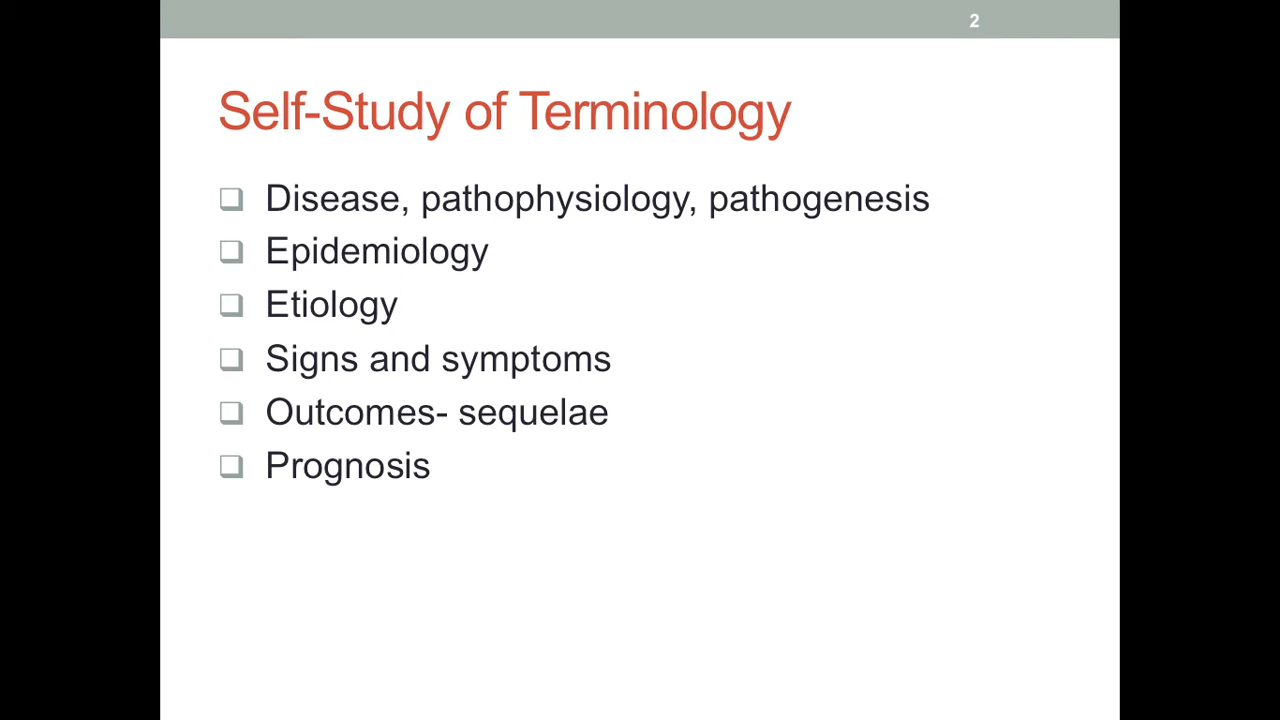 2
Self-Study of Terminology
❑ Disease, pathophysiology, pathogenesis
❑ Epidemiology
❑ Etiology
❑ Signs and symptoms
❑ Outcomes- sequelae
❑ Prognosis